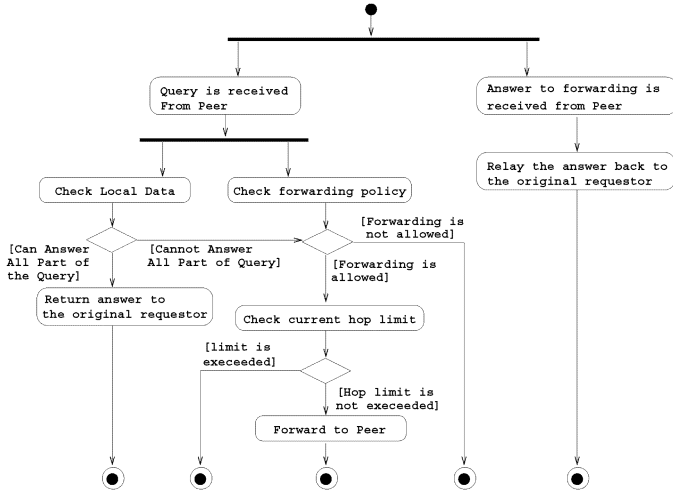 Query is received
From Peer
Answer to forwarding is
received from Peer
Check Local Data
Check forwarding policy
Relay the answer back to
the original requestor
[Can Answer
All Part of
the Query]
[Cannot Answer
All Part of Query]
[Forwarding is
not allowed]
[Forwarding is
allowed]
Return answer to
the original requestor
Check current hop limit
[limit is
execeeded]
[Hop limit is
not execeeded]
Forward to Peer